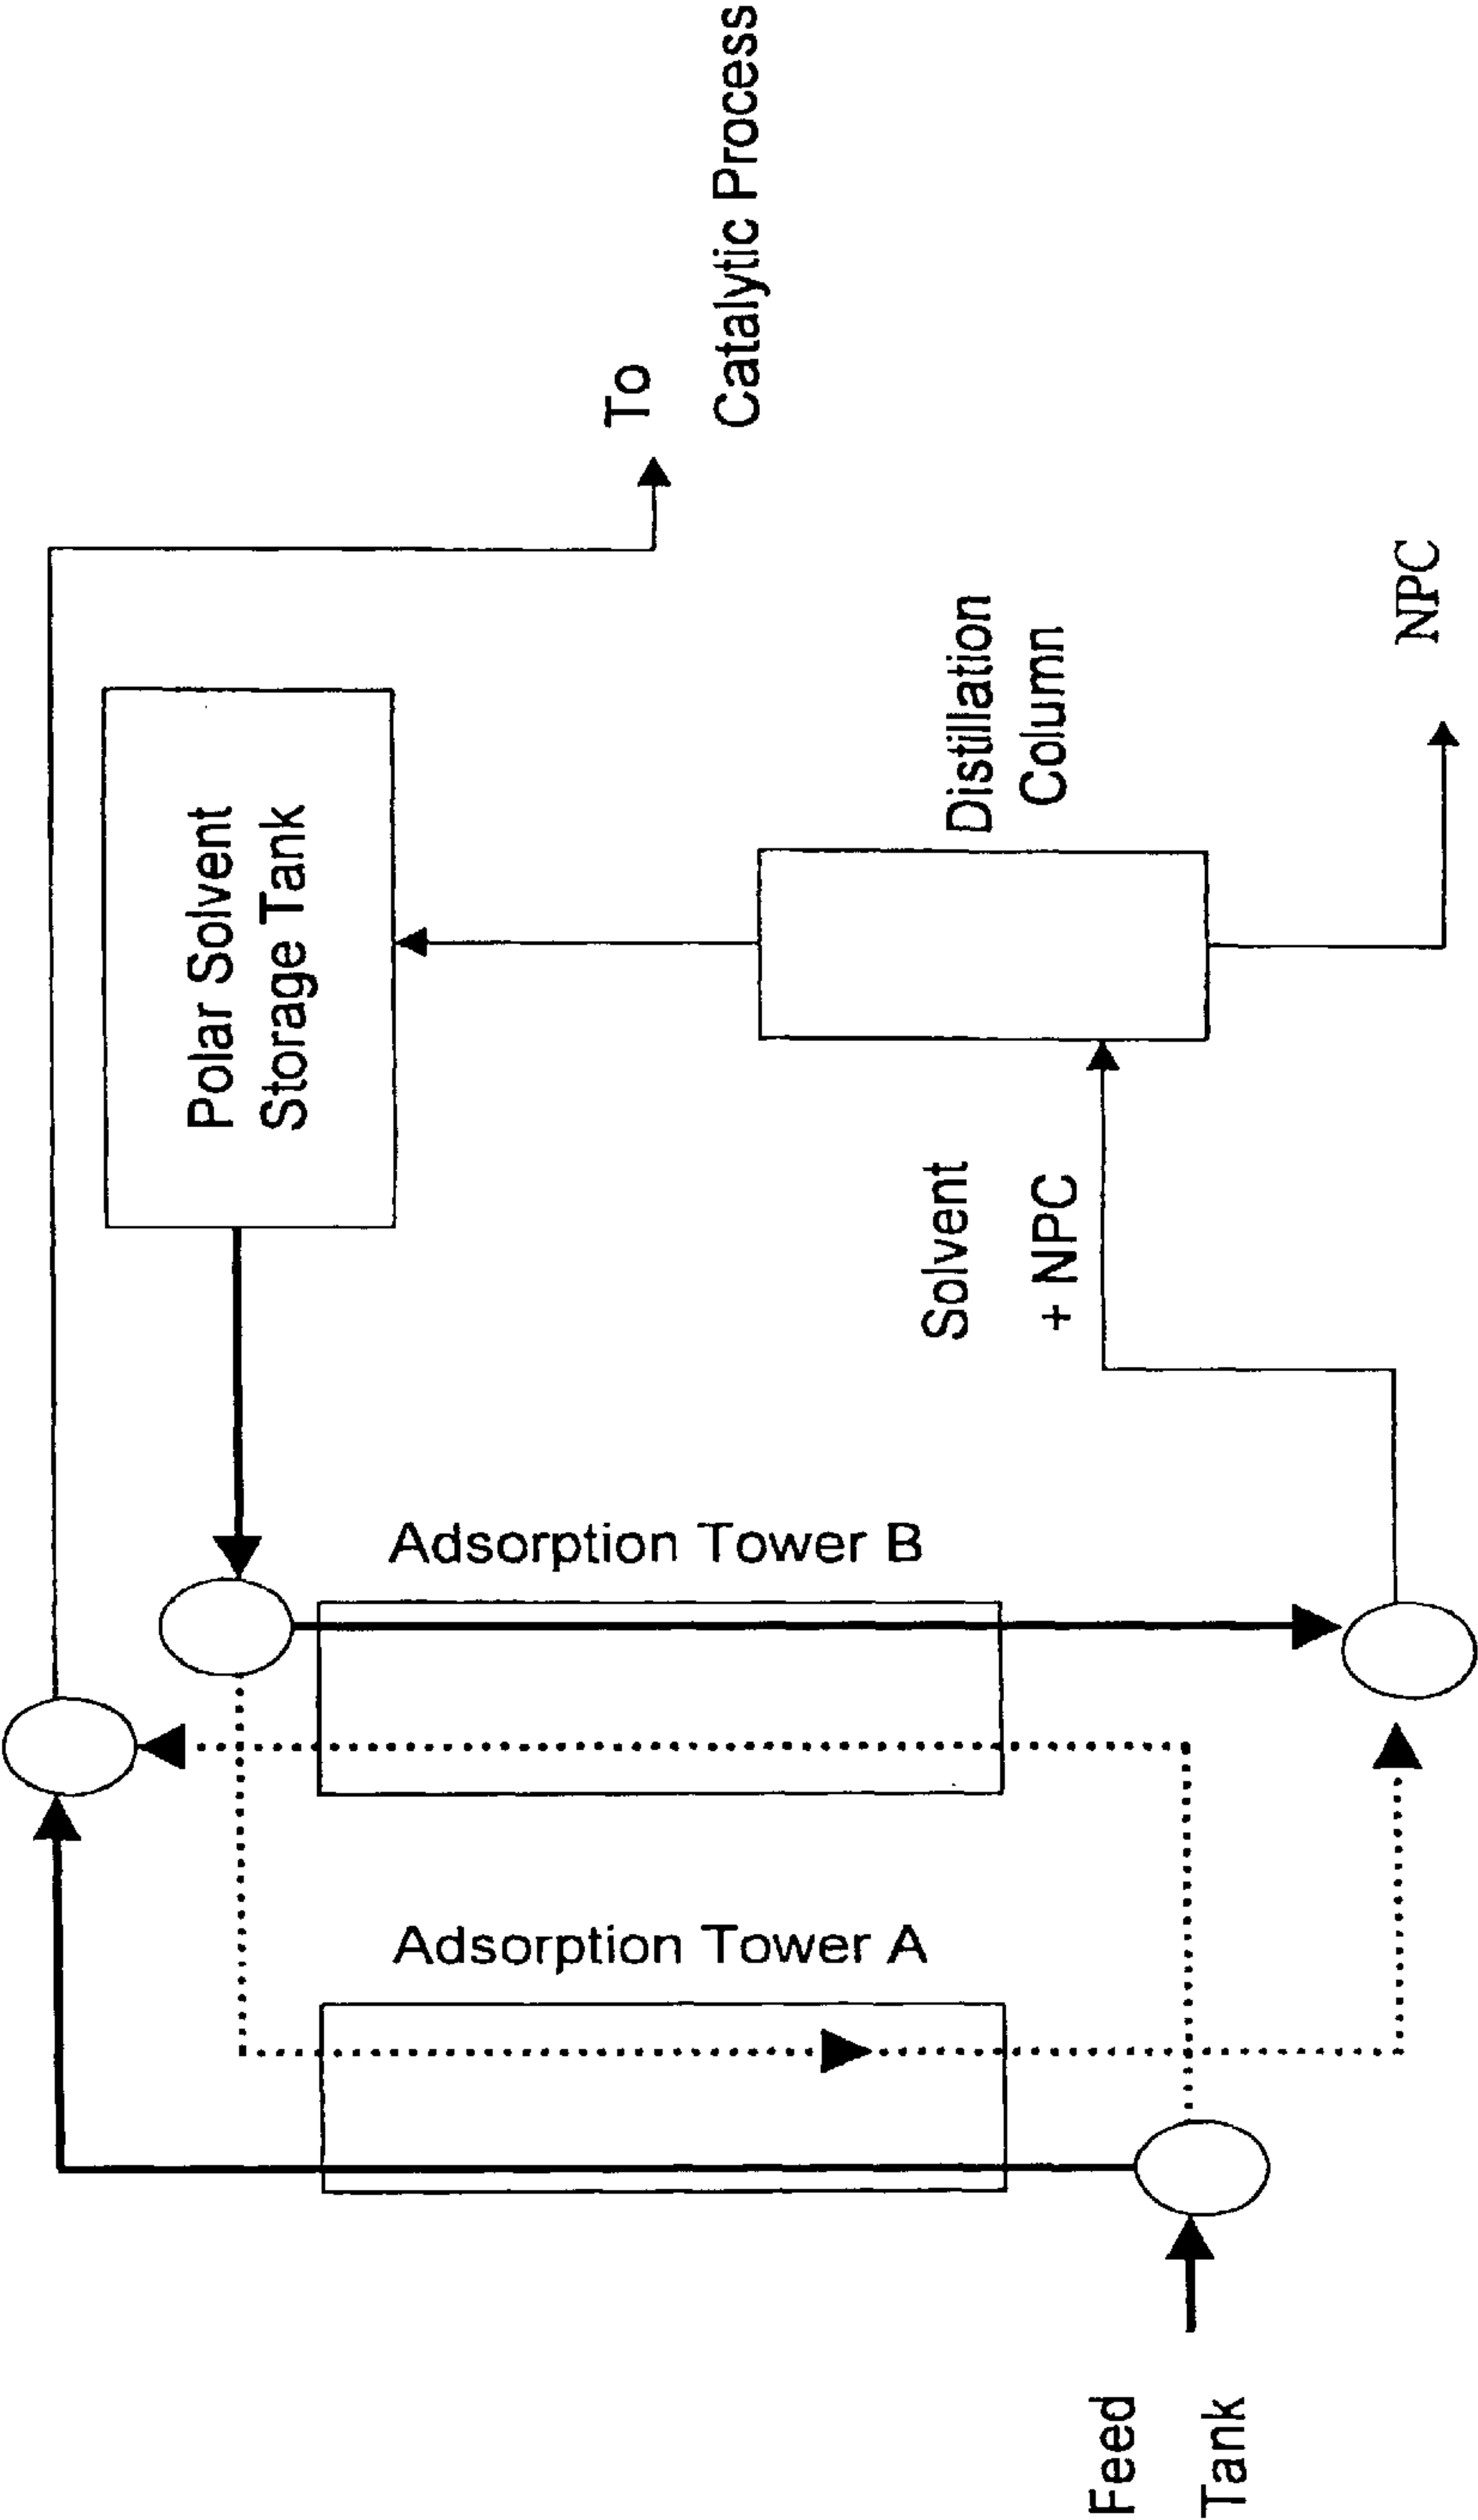 To
Catalytic Process
Polar Solvent
Storage Tank
Distillation
Column
NPC
Solvent
+ NPC
Adsorption Tower B
Adsorption Tower A
Feed
Tank